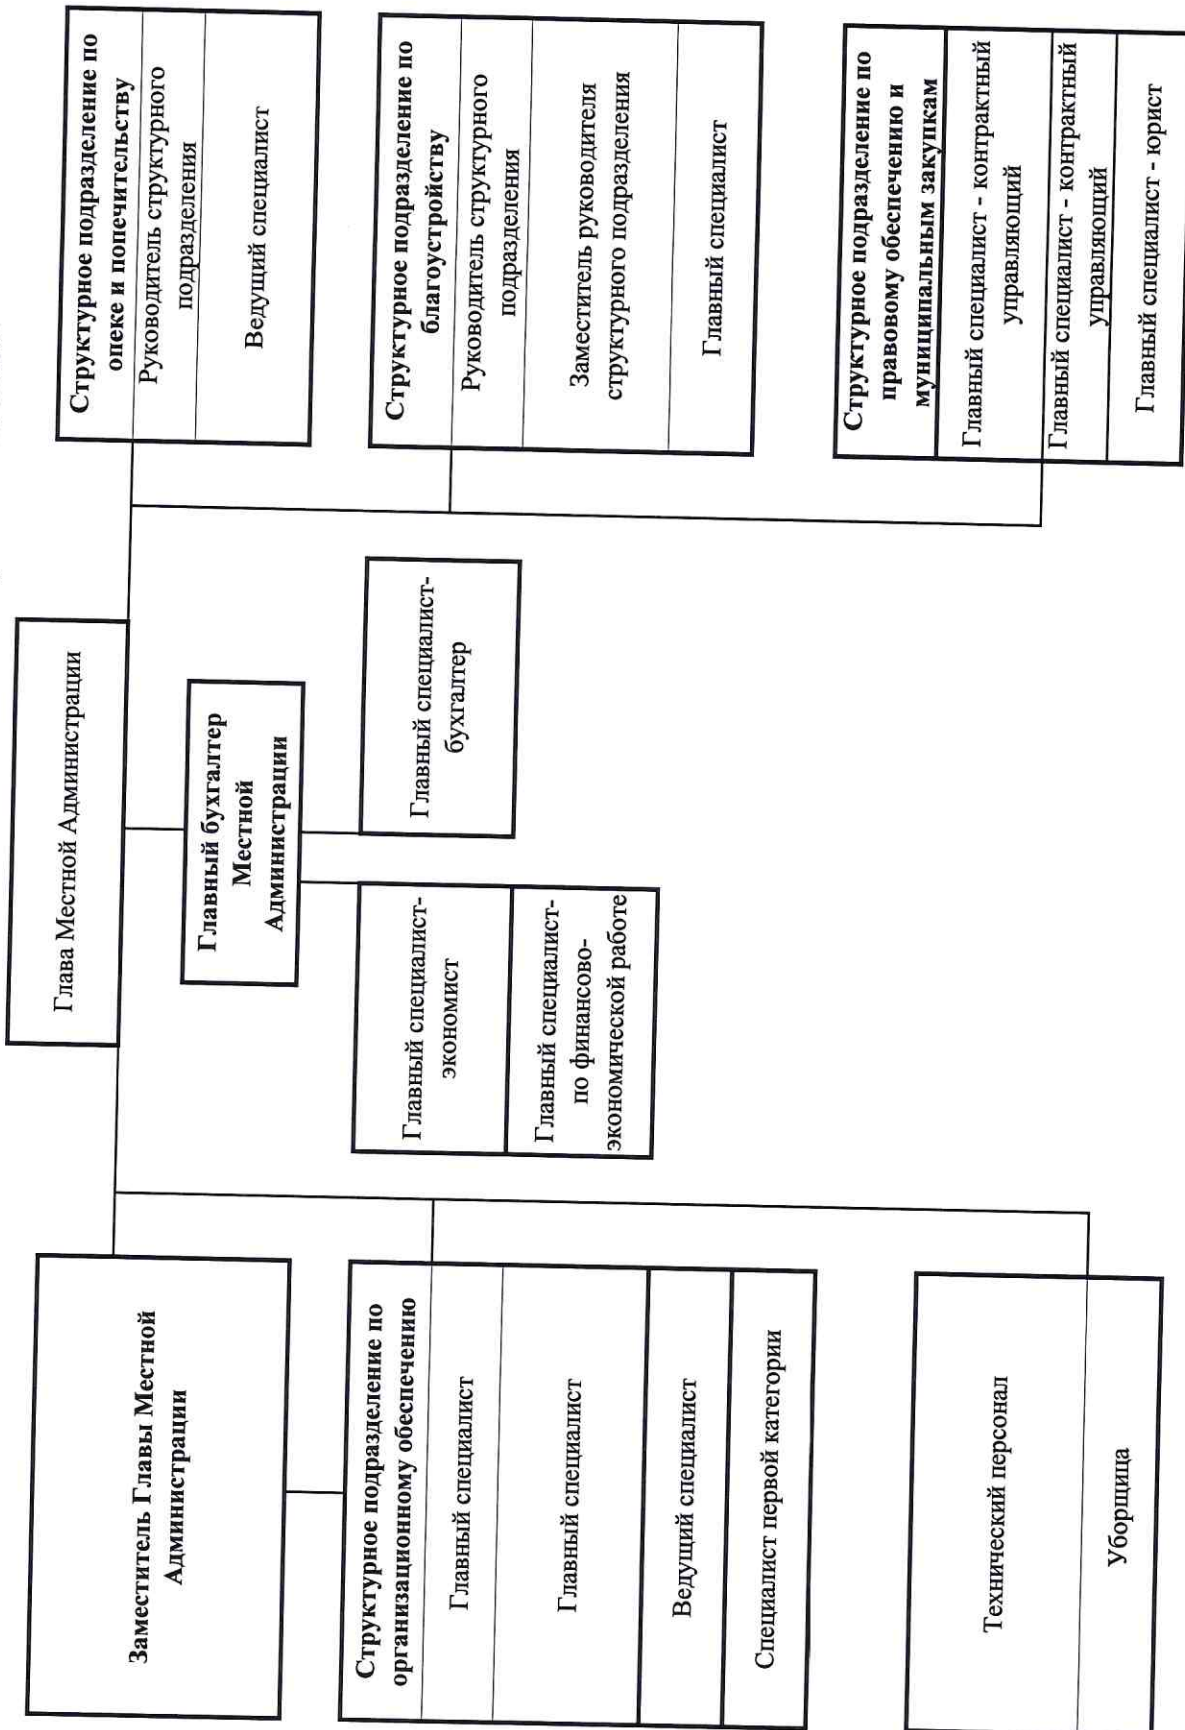 Глава Местной Администрации
Заместитель Главы Местной
Администрации
Структурное подразделение по
организационному обеспечению
Главный специалист
Главный специалист
Ведущий специалист
Специалист первой категории
Технический персонал
Уборщица
Главный бухгалтер
Местной
Администрации
Главный специалист-
экономист
Главный специалист-
по финансово-
экономической работе
Главный специалист-
бухгалтер
Структурное подразделение по
опеке и попечительству
Руководитель структурного
подразделения
Ведущий специалист
Структурное подразделение по
благоустройству
Руководитель структурного
подразделения
Заместитель руководителя
структурного подразделения
Главный специалист
Структурное подразделение по
правовому обеспечению и
муниципальным закупкам
Главный специалист - контрактный
управляющий
Главный специалист - контрактный
управляющий
Главный специалист - юрист